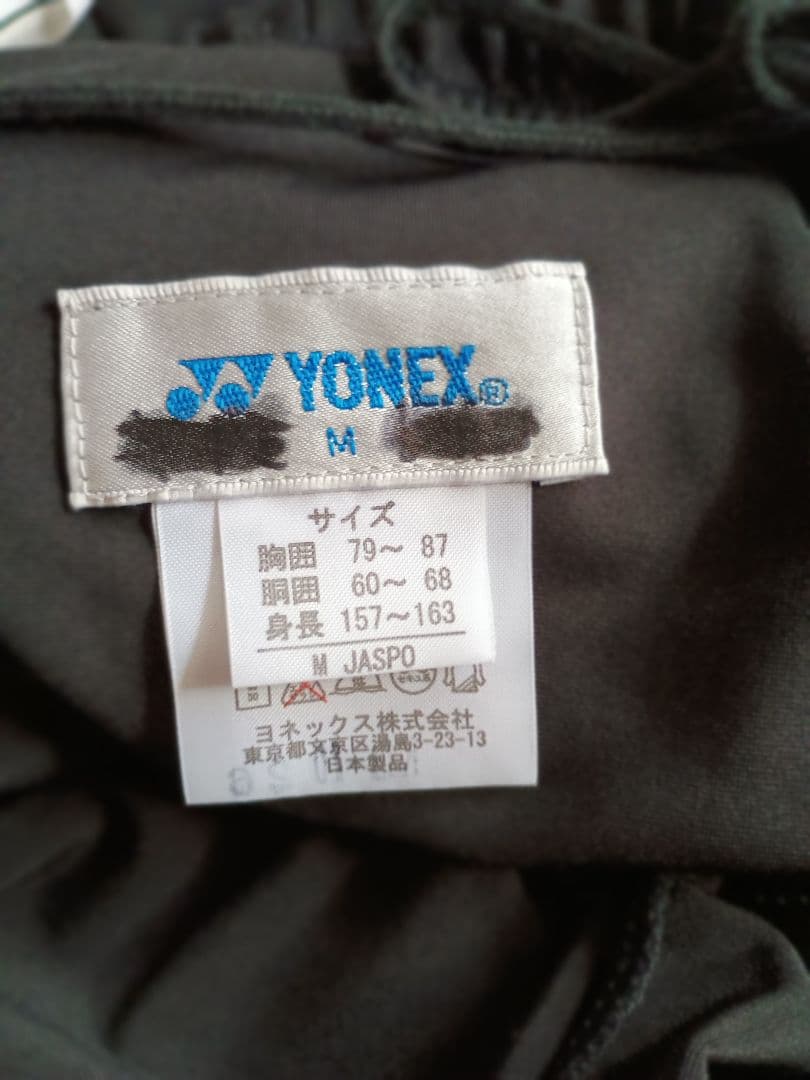 YONEX®
M
サイズ
胸囲 79〜 87
胴囲 60〜 68
身長 157〜163
M JASPO
ヨネックス株式会社
東京都文京区湯島3-23-13
日本製品